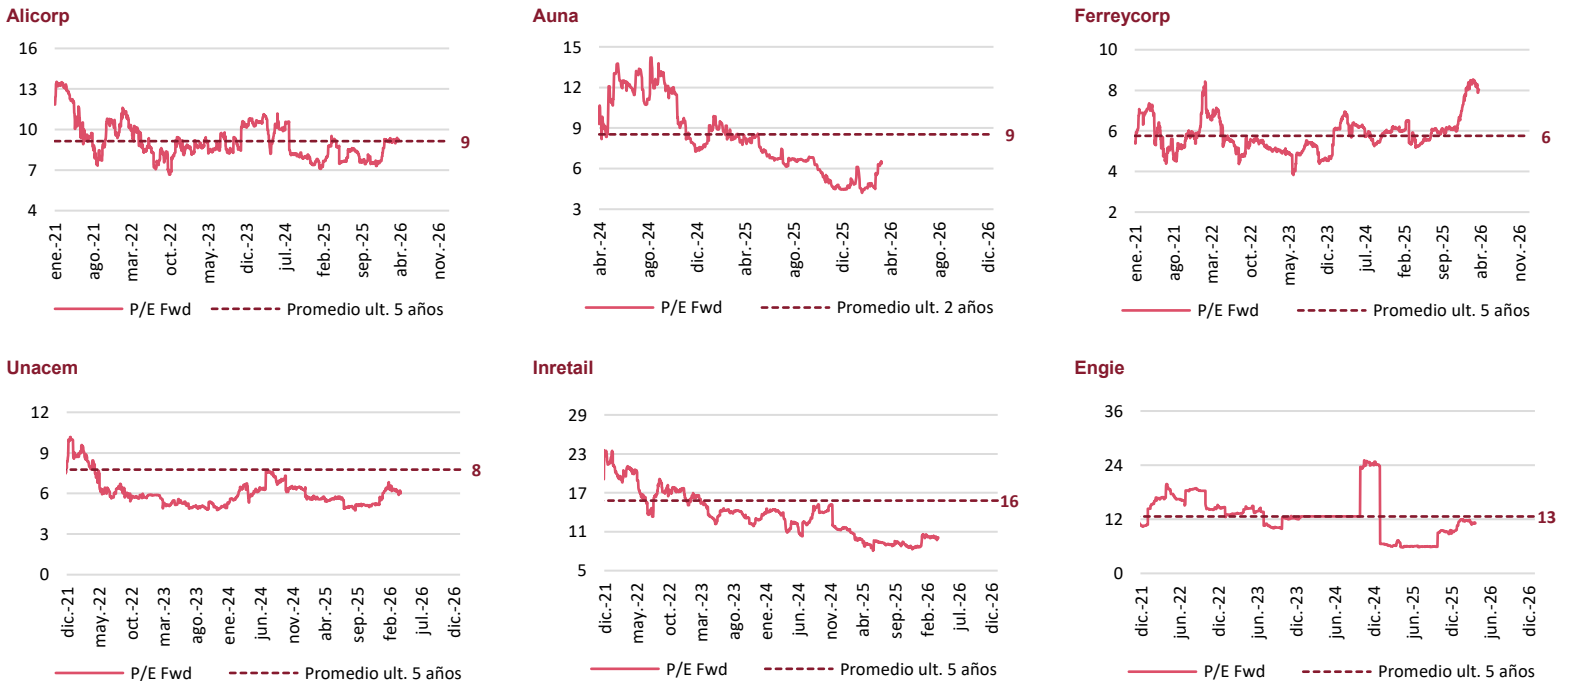 Alicorp
16
13
10
7
4
9
ene.-21
ago.-21
mar.-22
oct.-22
may.-23
dic.-23
jul.-24
feb.-25
sep.-25
abr.-26
nov.-26
P/E Fwd
Promedio ult. 5 años
Auna
15
12
9
6
3
9
abr.-24
ago.-24
dic.-24
abr.-25
ago.-25
dic.-25
abr.-26
ago.-26
dic.-26
P/E Fwd
Promedio ult. 2 años
Ferreycorp
10
8
6
4
2
6
ene.-21
ago.-21
mar.-22
oct.-22
may.-23
dic.-23
jul.-24
feb.-25
sep.-25
abr.-26
nov.-26
P/E Fwd
Promedio ult. 5 años
Unacem
12
9
6
3
0
8
dic.-21
may.-22
oct.-22
mar.-23
ago.-23
ene.-24
jun.-24
nov.-24
abr.-25
sep.-25
feb.-26
jul.-26
dic.-26
P/E Fwd
Promedio ult. 5 años
Inretail
29
23
17
11
5
16
dic.-21
may.-22
oct.-22
mar.-23
ago.-23
ene.-24
jun.-24
nov.-24
abr.-25
sep.-25
feb.-26
jul.-26
dic.-26
P/E Fwd
Promedio ult. 5 años
Engie
36
24
12
0
13
dic.-21
jun.-22
dic.-22
jun.-23
dic.-23
jun.-24
dic.-24
jun.-25
dic.-25
jun.-26
dic.-26
P/E Fwd
Promedio ult. 5 años